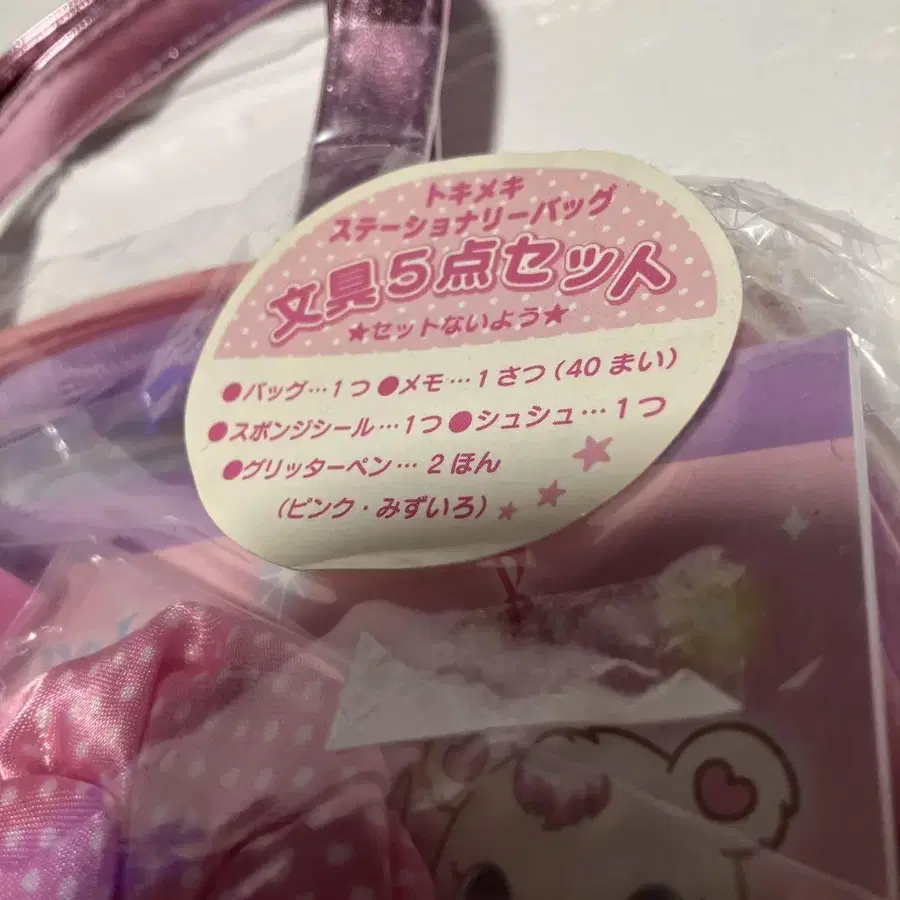 トキメキ
ステーショナリーバッグ
文具5点セット
★セットないよう★
●バッグ…1つ ●メモ…1さつ(40まい)
●スポンジシール…1つ ●シュシュ…1つ
●グリッターペン…2ほん
(ピンク・みずいろ)